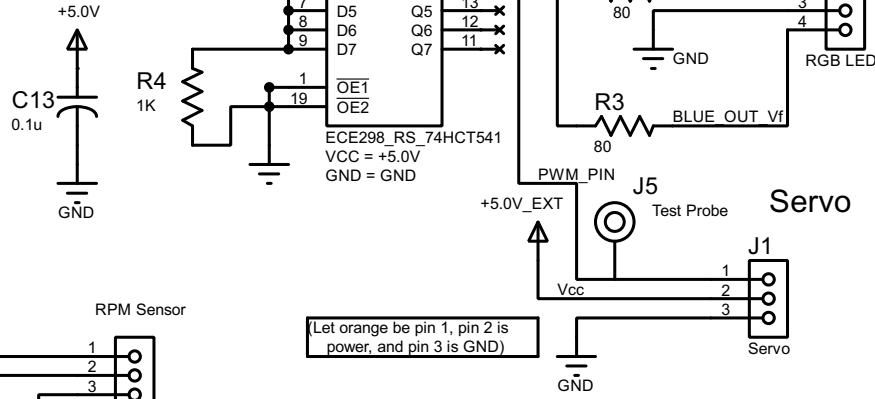 +5.0V
C13
0.1u
GND
R4
1K
7
8
9
1
19
D5
D6
D7
OE1
OE2
Q5
Q6
Q7
13
12
11
ECE298_RS_74HCT541
VCC = +5.0V
GND = GND
80
GND
3
4
RGB LED
R3
80
BLUE_OUT_Vf
PWM_PIN
+5.0V_EXT
J5
Test Probe
Servo
J1
Vcc
1
2
3
Servo
GND
(Let orange be pin 1, pin 2 is
power, and pin 3 is GND)
RPM Sensor
1
2
3